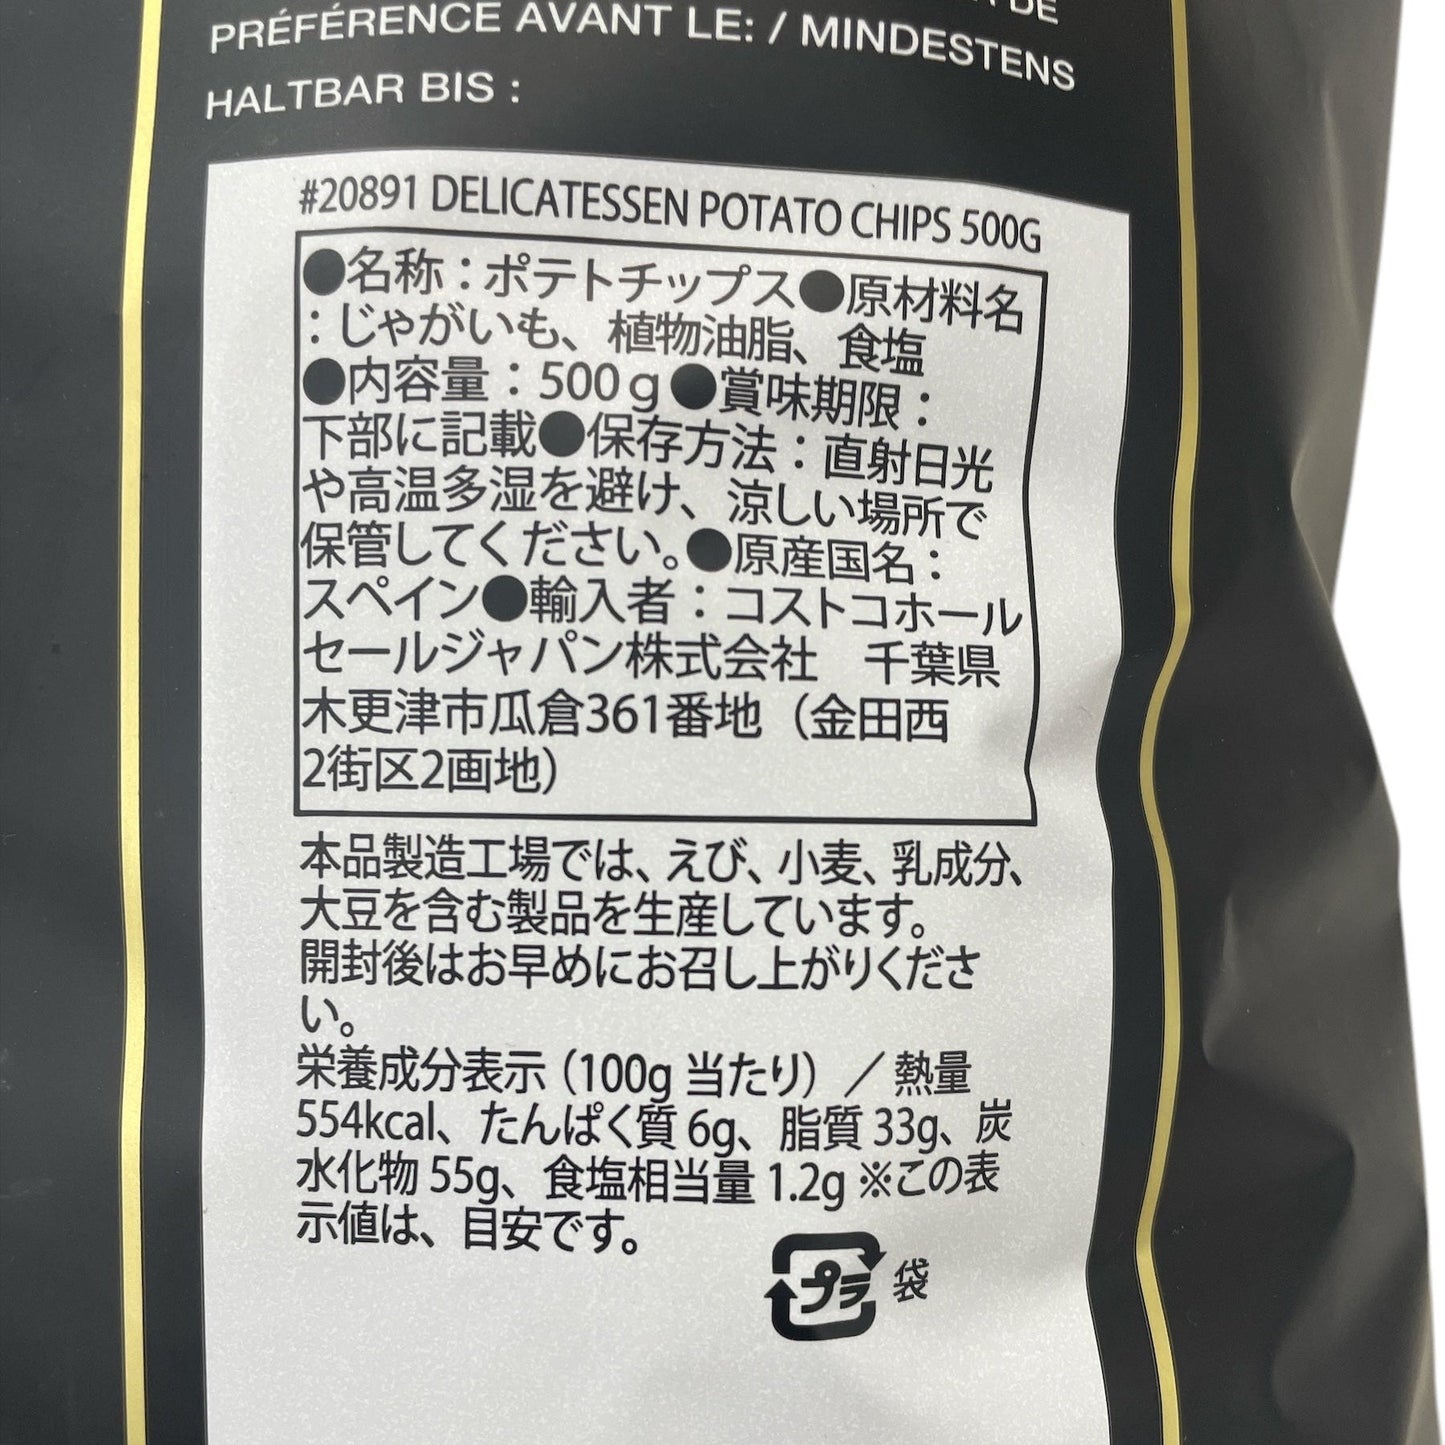 DE
PRÉFÉRENCE AVANT LE: / MINDESTENS
HALTBAR BIS :
#20891 DELICATESSEN POTATO CHIPS 500G
●名称：ポテトチップス●原材料名
：じゃがいも、植物油脂、食塩
●内容量：500ｇ●賞味期限：
下部に記載●保存方法：直射日光
や高温多湿を避け、涼しい場所で
保管してください。●原産国名：
スペイン●輸入者：コストコホール
セールジャパン株式会社　千葉県
木更津市瓜倉361番地（金田西
2街区2画地）
本品製造工場では、えび、小麦、乳成分、
大豆を含む製品を生産しています。
開封後はお早めにお召し上がりくださ
い。
栄養成分表示（100g 当たり）／熱量
554kcal、たんぱく質 6g、脂質 33g、炭
水化物 55g、食塩相当量 1.2g ※この表
示値は、目安です。
プラ 袋